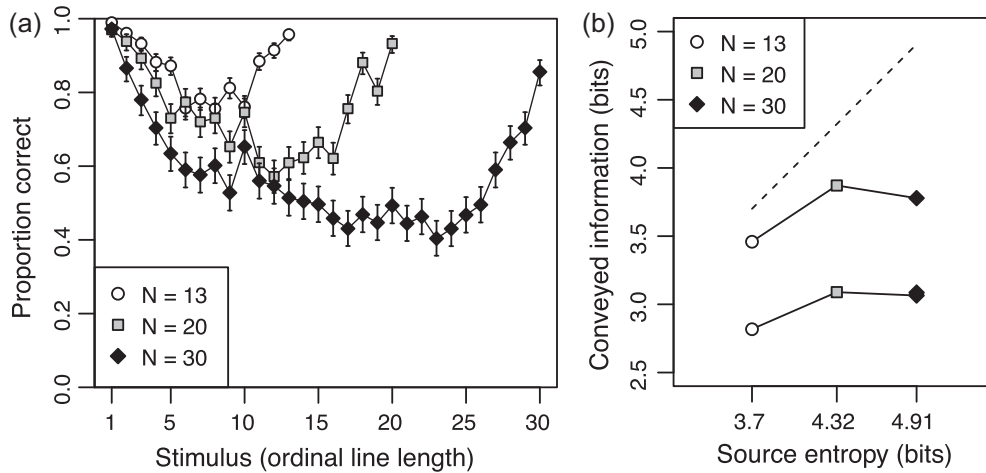 (a)
Proportion correct
1.0
0.8
0.6
0.4
0.2
0.0
N = 13
N = 20
N = 30
1 5 10 15 20 25 30
Stimulus (ordinal line length)
(b)
Conveyed information (bits)
5.0
4.5
4.0
3.5
3.0
2.5
N = 13
N = 20
N = 30
3.7 4.32 4.91
Source entropy (bits)